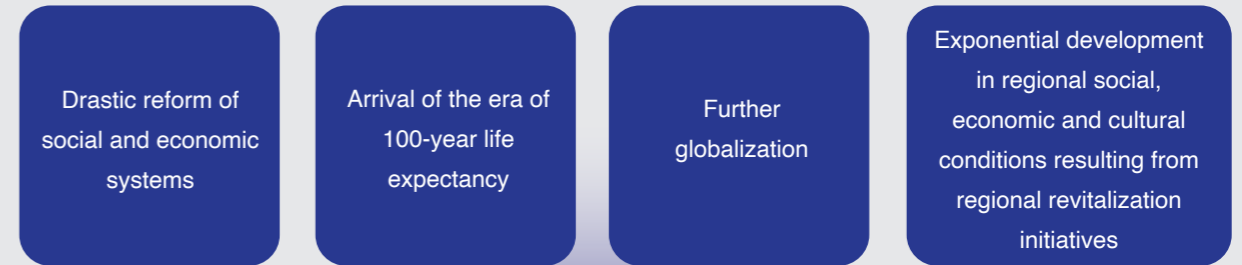 Drastic reform of
social and economic
systems
Arrival of the era of
100-year life
expectancy
Further
globalization
Exponential development
in regional social,
economic and cultural
conditions resulting from
regional revitalization
initiatives